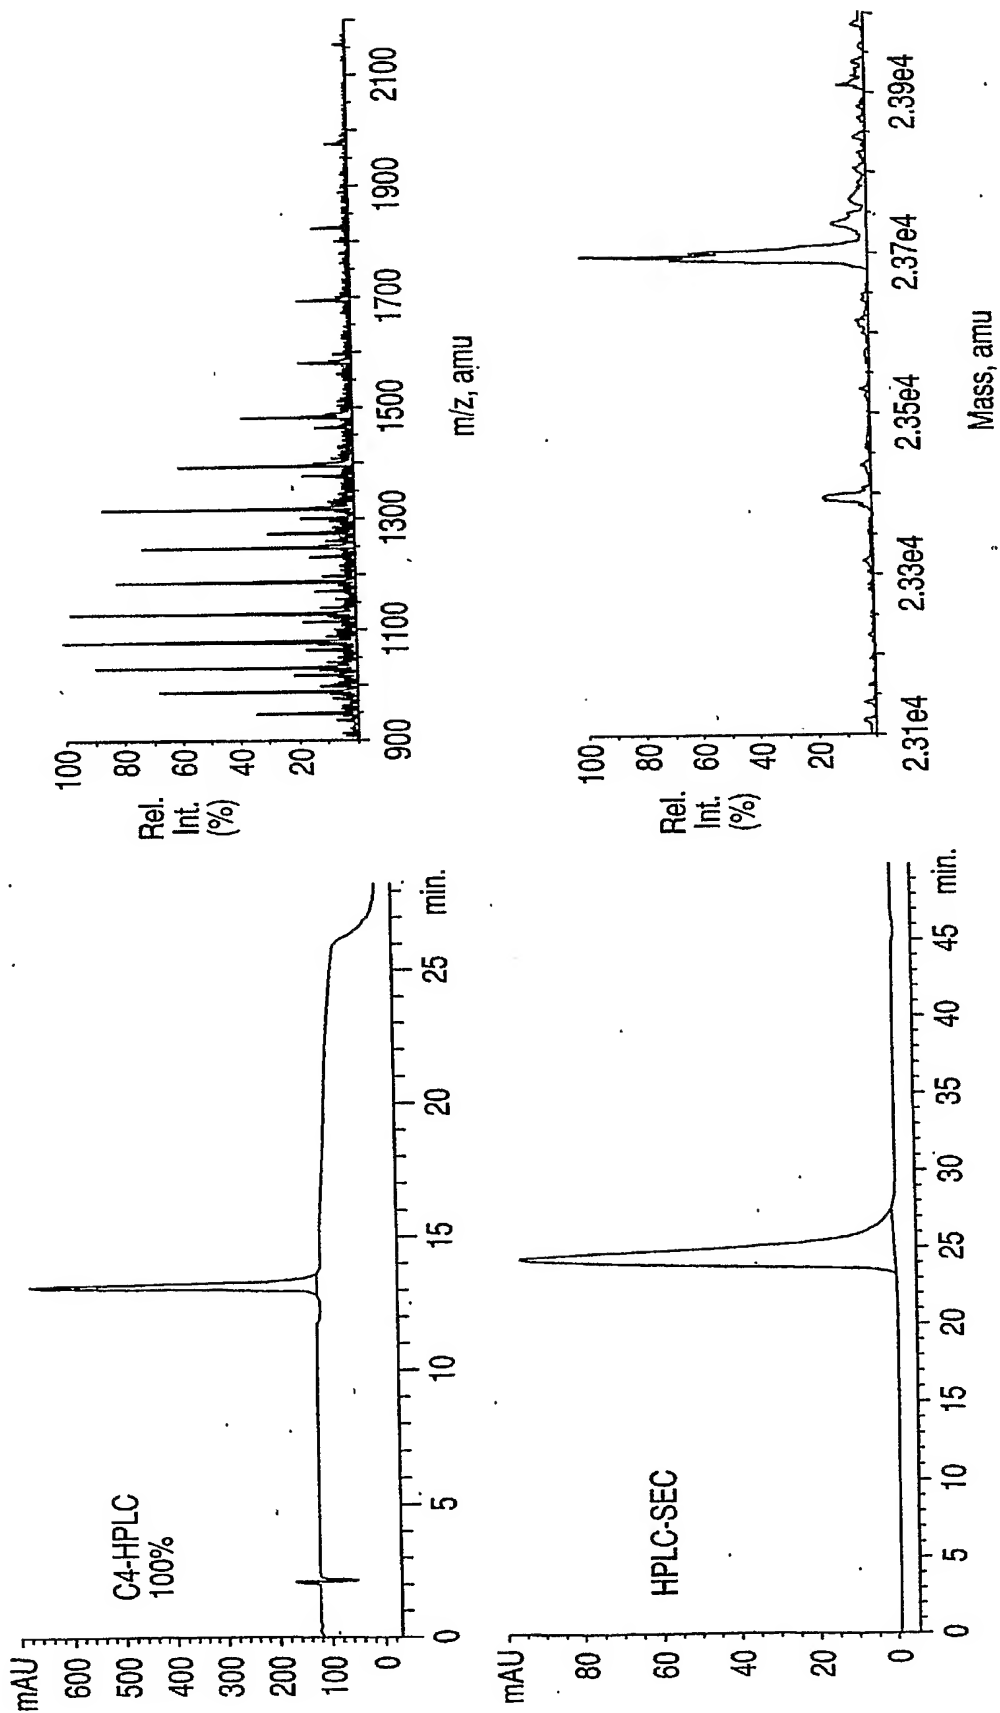 mAU
600
500
400
300
200
100
0
C4-HPLC
100%
0 5 10 15 20 25 min.
Rel.
Int.
(%)
100
80
60
40
20
900 1100 1300 1500 1700 1900 2100
m/z, amu
mAU
80
60
40
20
0
HPLC-SEC
0 5 10 15 20 25 30 35 40 45 min.
Rel.
Int.
(%)
100
80
60
40
20
2.31e4 2.33e4 2.35e4 2.37e4 2.39e4
Mass, amu